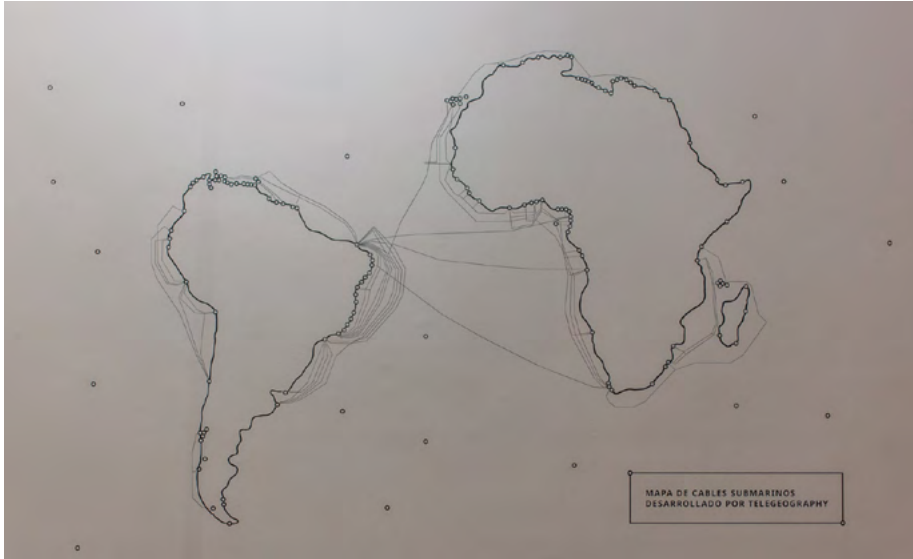 MAPA DE CABLES SUBMARINOS
DESARROLLADO POR TELEGEOGRAPHY